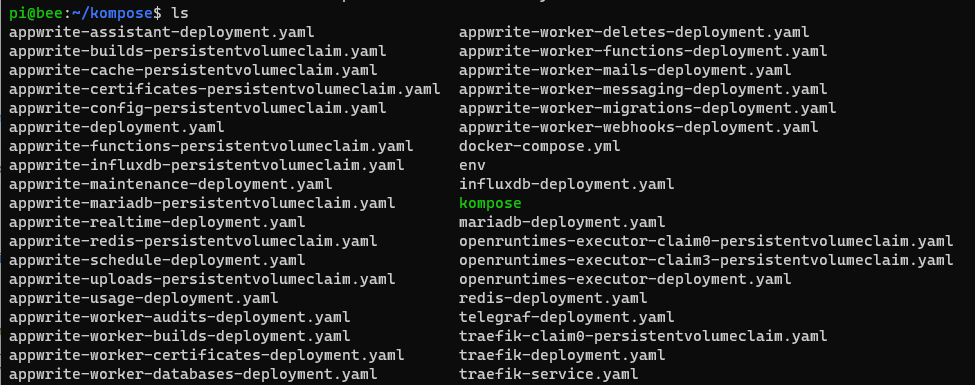 pi@bee:~/kompose$ ls
appwrite-assistant-deployment.yaml appwrite-worker-deletes-deployment.yaml
appwrite-builds-persistentvolumeclaim.yaml appwrite-worker-functions-deployment.yaml
appwrite-cache-persistentvolumeclaim.yaml appwrite-worker-mails-deployment.yaml
appwrite-certificates-persistentvolumeclaim.yaml appwrite-worker-messaging-deployment.yaml
appwrite-config-persistentvolumeclaim.yaml appwrite-worker-migrations-deployment.yaml
appwrite-deployment.yaml appwrite-worker-webhooks-deployment.yaml
appwrite-functions-persistentvolumeclaim.yaml docker-compose.yml
appwrite-influxdb-persistentvolumeclaim.yaml env
appwrite-maintenance-deployment.yaml influxdb-deployment.yaml
appwrite-mariadb-persistentvolumeclaim.yaml kompose
appwrite-realtime-deployment.yaml mariadb-deployment.yaml
appwrite-redis-persistentvolumeclaim.yaml openruntimes-executor-claim0-persistentvolumeclaim.yaml
appwrite-schedule-deployment.yaml openruntimes-executor-claim3-persistentvolumeclaim.yaml
appwrite-uploads-persistentvolumeclaim.yaml openruntimes-executor-deployment.yaml
appwrite-usage-deployment.yaml redis-deployment.yaml
appwrite-worker-audits-deployment.yaml telegraf-deployment.yaml
appwrite-worker-builds-deployment.yaml traefik-claim0-persistentvolumeclaim.yaml
appwrite-worker-certificates-deployment.yaml traefik-deployment.yaml
appwrite-worker-databases-deployment.yaml traefik-service.yaml